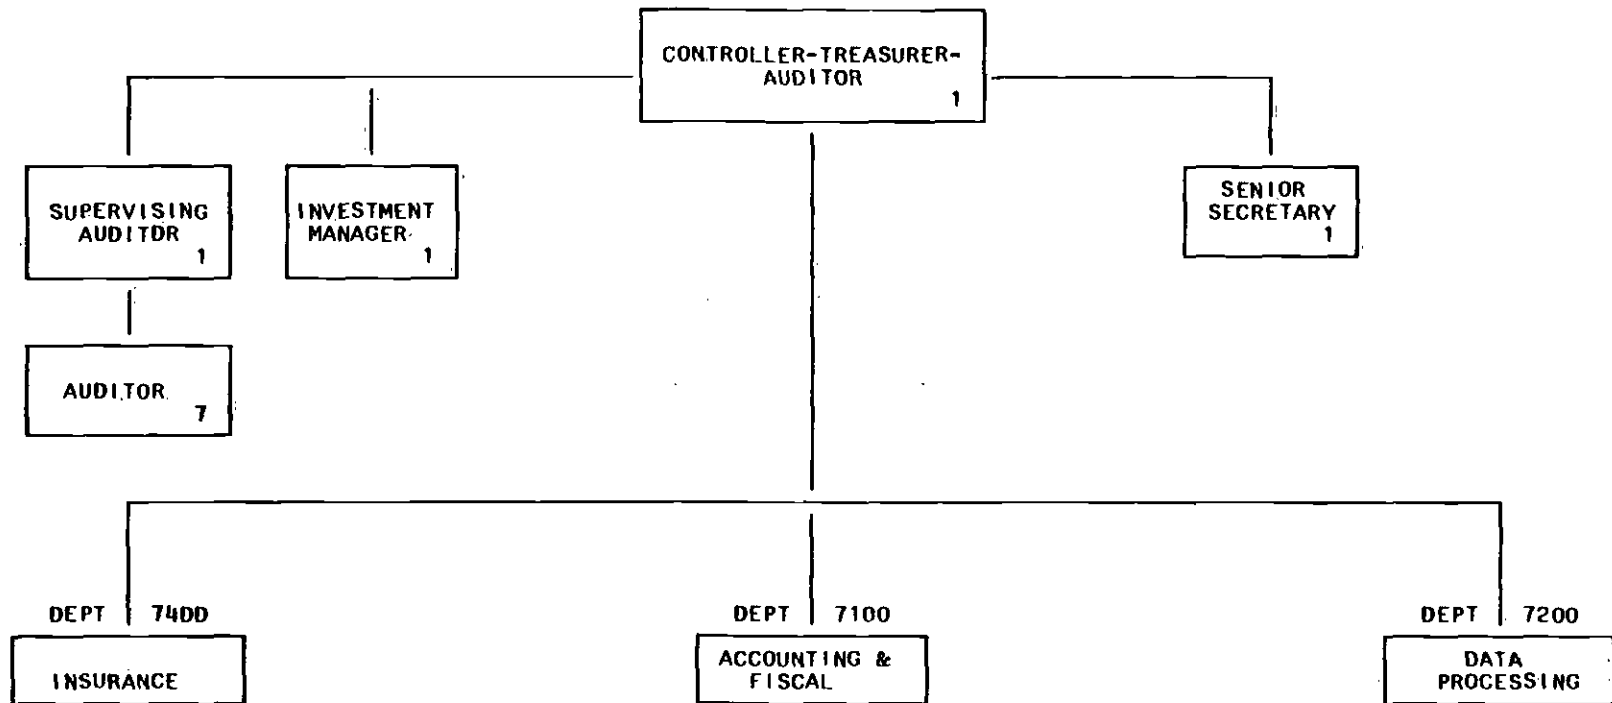 CONTROLLER-TREASURER-
AUDITOR
1
SUPERVISING
AUDITOR
1
INVESTMENT
MANAGER
1
SENIOR
SECRETARY
1
AUDITOR
7
DEPT 74DD
INSURANCE
DEPT 7100
ACCOUNTING &
FISCAL
DEPT 7200
DATA
PROCESSING